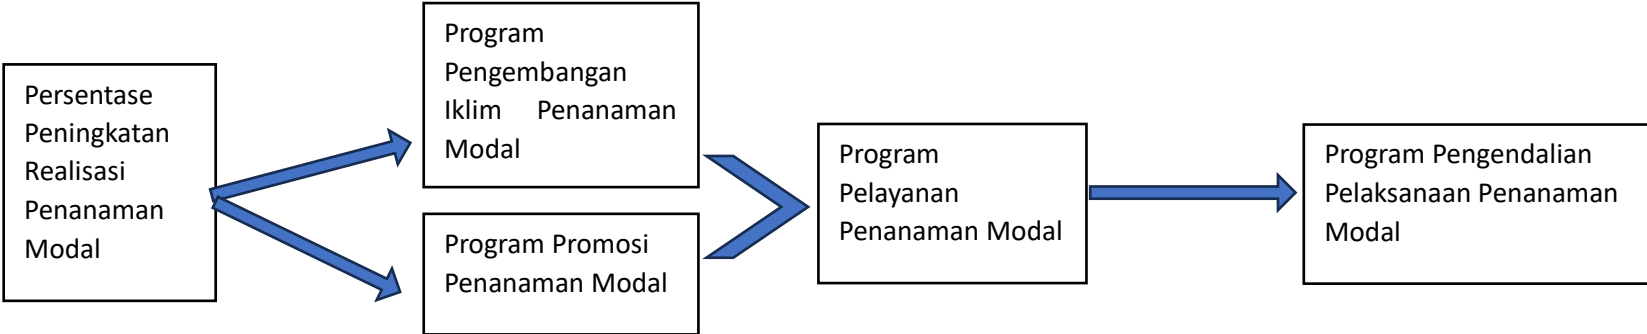 Persentase
Peningkatan
Realisasi
Penanaman
Modal
Program
Pengembangan
Iklim Penanaman
Modal
Program Promosi
Penanaman Modal
Program
Pelayanan
Penanaman Modal
Program Pengendalian
Pelaksanaan Penanaman
Modal